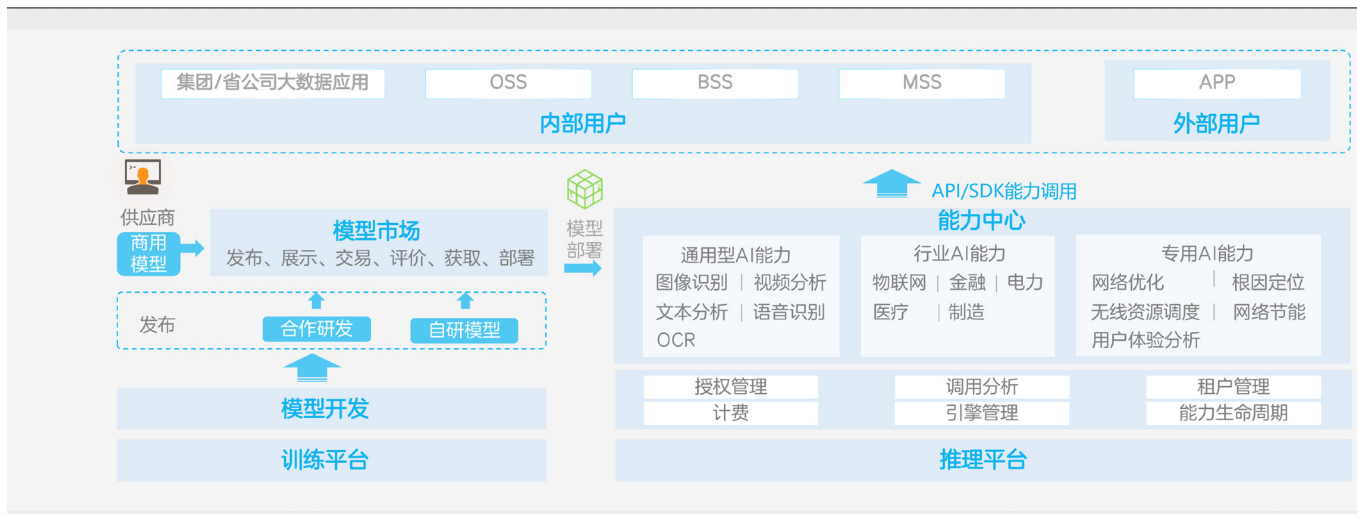 集团/省公司大数据应用
OSS
BSS
MSS
APP
内部用户
外部用户
API/SDK能力调用
供应商
商用
模型
模型市场
发布、展示、交易、评价、获取、部署
模型
部署
能力中心
通用型AI能力
图像识别 | 视频分析
文本分析 | 语音识别
OCR
行业AI能力
物联网 | 金融 | 电力
医疗 | 制造
专用AI能力
网络优化 | 根因定位
无线资源调度 | 网络节能
用户体验分析
发布
合作研发
自研模型
模型开发
训练平台
授权管理
调用分析
租户管理
计费
引擎管理
能力生命周期
推理平台